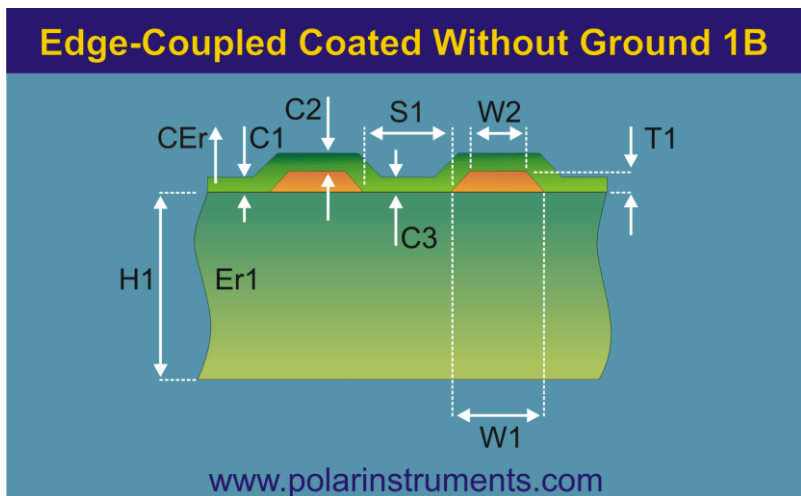 Edge-Coupled Coated Without Ground 1B
C2 S1 W2
CEr C1 T1
C3
H1 Er1
W1
www.polarinstruments.com